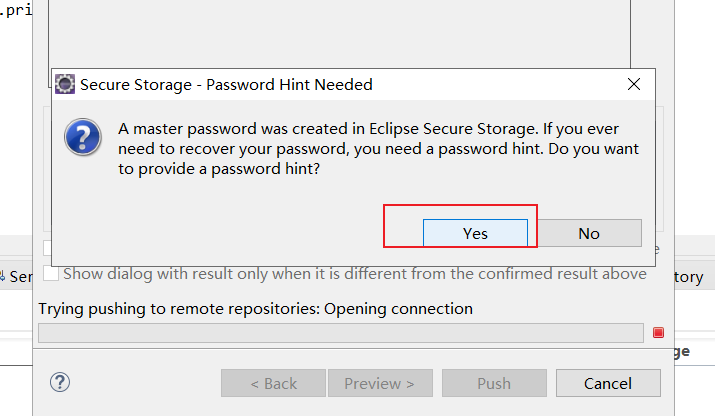 .pri
Secure Storage - Password Hint Needed
A master password was created in Eclipse Secure Storage. If you ever
need to recover your password, you need a password hint. Do you want
to provide a password hint?
Yes
No
Show dialog with result only when it is different from the confirmed result above
Ser
tory
Trying pushing to remote repositories: Opening connection
ge
?
< Back
Preview >
Push
Cancel